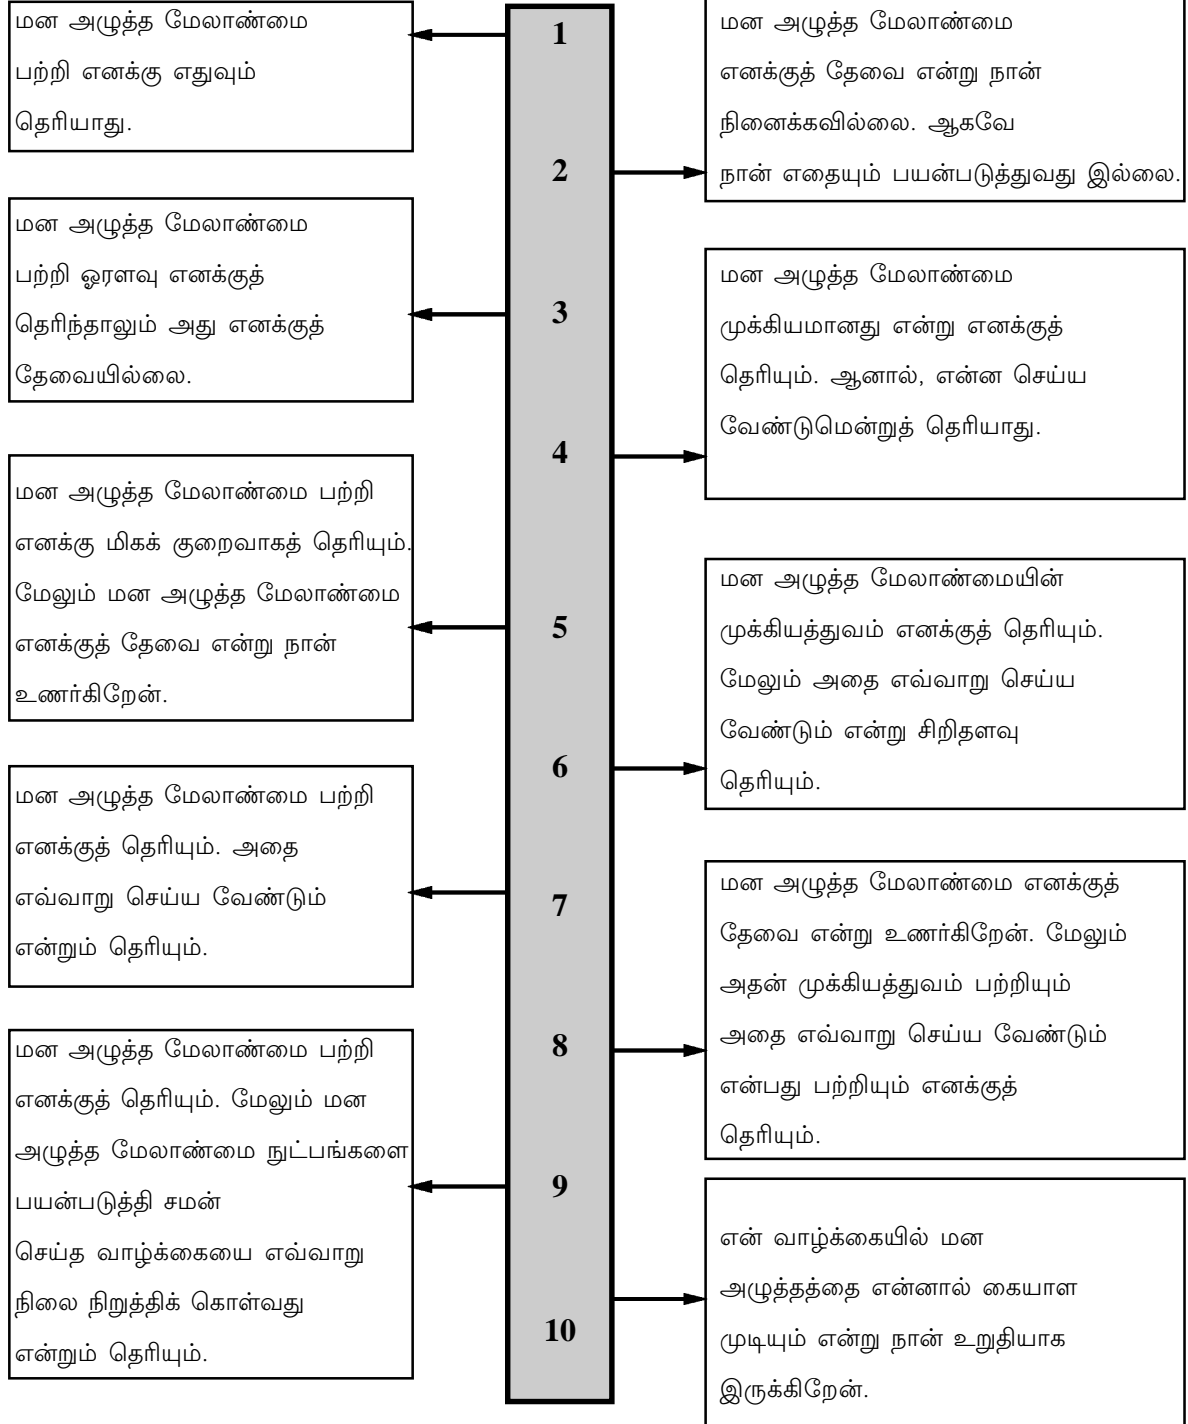 மன அழுத்த மேலாண்மை
பற்றி எனக்கு எதுவும்
தெரியாது.
1
மன அழுத்த மேலாண்மை
எனக்குத் தேவை என்று நான்
நினைக்கவில்லை. ஆகவே
நான் எதையும் பயன்படுத்துவது இல்லை.
2
மன அழுத்த மேலாண்மை
பற்றி ஓரளவு எனக்குத்
தெரிந்தாலும் அது எனக்குத்
தேவையில்லை.
3
மன அழுத்த மேலாண்மை
முக்கியமானது என்று எனக்குத்
தெரியும். ஆனால், என்ன செய்ய
வேண்டுமென்றுத் தெரியாது.
4
மன அழுத்த மேலாண்மை பற்றி
எனக்கு மிகக் குறைவாகத் தெரியும்.
மேலும் மன அழுத்த மேலாண்மை
எனக்குத் தேவை என்று நான்
உணர்கிறேன்.
5
மன அழுத்த மேலாண்மையின்
முக்கியத்துவம் எனக்குத் தெரியும்.
மேலும் அதை எவ்வாறு செய்ய
வேண்டும் என்று சிறிதளவு
தெரியும்.
6
மன அழுத்த மேலாண்மை பற்றி
எனக்குத் தெரியும். அதை
எவ்வாறு செய்ய வேண்டும்
என்றும் தெரியும்.
7
மன அழுத்த மேலாண்மை எனக்குத்
தேவை என்று உணர்கிறேன். மேலும்
அதன் முக்கியத்துவம் பற்றியும்
அதை எவ்வாறு செய்ய வேண்டும்
என்பது பற்றியும் எனக்குத்
தெரியும்.
8
மன அழுத்த மேலாண்மை பற்றி
எனக்குத் தெரியும். மேலும் மன
அழுத்த மேலாண்மை நுட்பங்களை
பயன்படுத்தி சமன்
செய்த வாழ்க்கையை எவ்வாறு
நிலை நிறுத்திக் கொள்வது
என்றும் தெரியும்.
9
என் வாழ்க்கையில் மன
அழுத்தத்தை என்னால் கையாள
முடியும் என்று நான் உறுதியாக
இருக்கிறேன்.
10